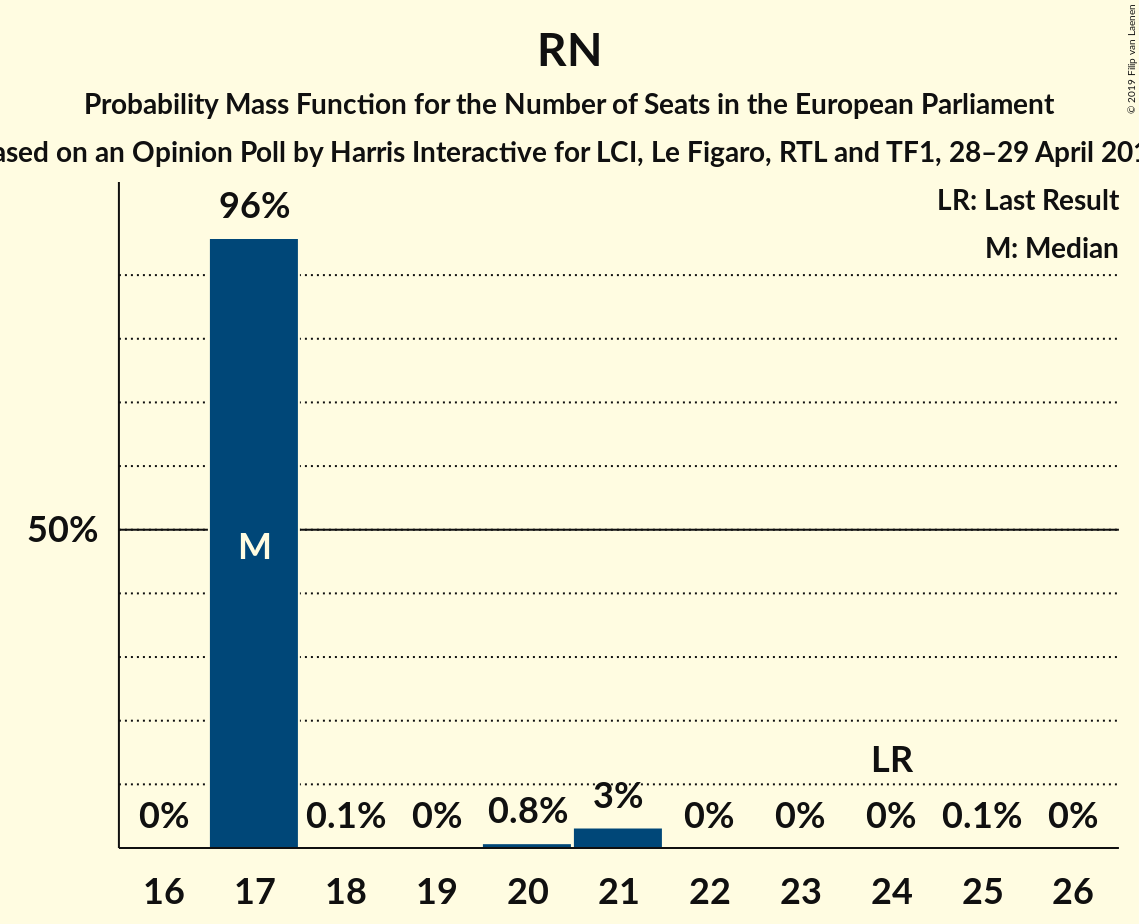 RN
Probability Mass Function for the Number of Seats in the European Parliament
ased on an Opinion Poll by Harris Interactive for LCI, Le Figaro, RTL and TF1, 28–29 April 201
© 2019 Filip van Laenen
LR: Last Result
M: Median
96%
50%
M
LR
0% 0.1% 0% 0.8% 3% 0% 0% 0% 0.1% 0%
16 17 18 19 20 21 22 23 24 25 26